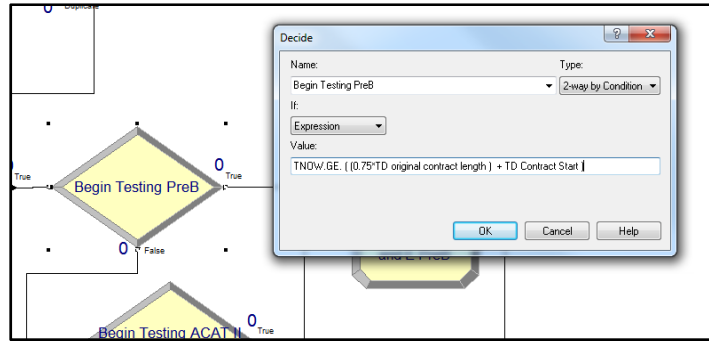 0 Duplicate
Decide
Name:
Type:
Begin Testing PreB
2-way by Condition
If:
Expression
Value:
TNOW.GE. ( (0.75*TD original contract length ) + TD Contract Start )
OK
Cancel
Help
0
True
Begin Testing PreB
0
True
0
False
and E PreB
Begin Testing ACAT II
0
True